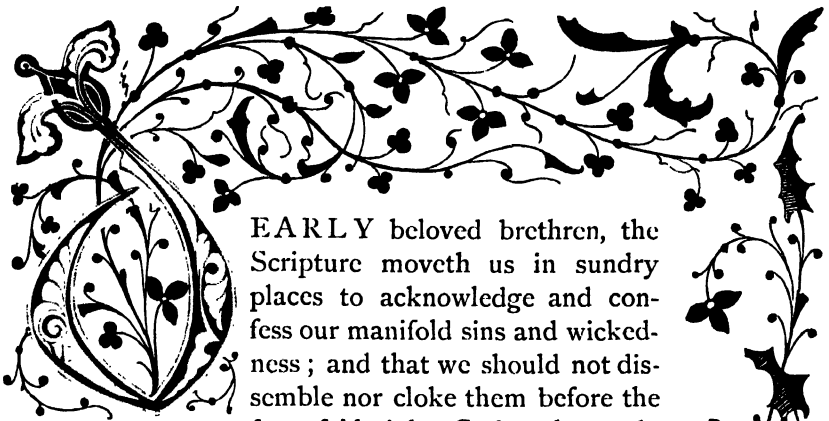 DEARLY beloved brethren, the
Scripture moveth us in sundry
places to acknowledge and con-
fess our manifold sins and wicked-
ness; and that we should not dis-
semble nor cloke them before the